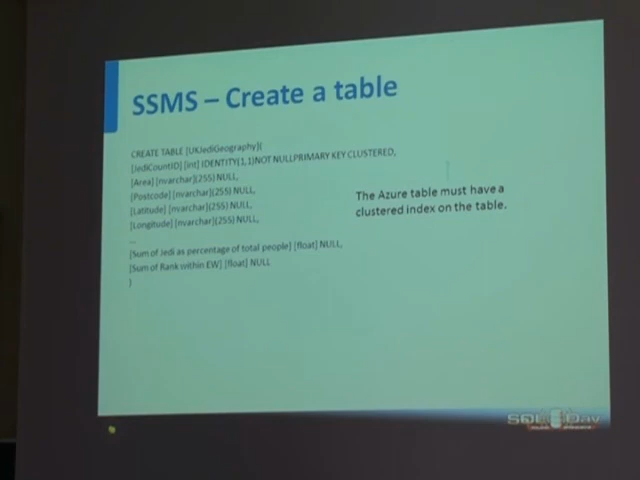 SSMS – Create a table
CREATE TABLE [UKJediGeography](
[JediCountID] [int] IDENTITY(1,1)NOT NULLPRIMARY KEY CLUSTERED,
[Area] [nvarchar](255) NULL,
[Postcode] [nvarchar](255) NULL,
[Latitude] [nvarchar](255) NULL,
[Longitude] [nvarchar](255) NULL,
...
[Sum of Jedi as percentage of total people] [float] NULL,
[Sum of Rank within EW] [float] NULL
)
The Azure table must have a
clustered index on the table.
SQL Day